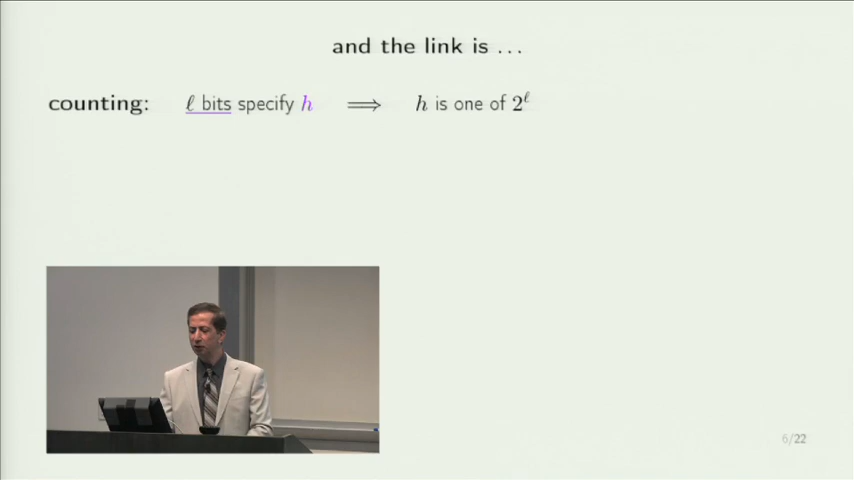 and the link is ...
counting: ℓ bits specify h ⟹ h is one of 2^ℓ
6/22